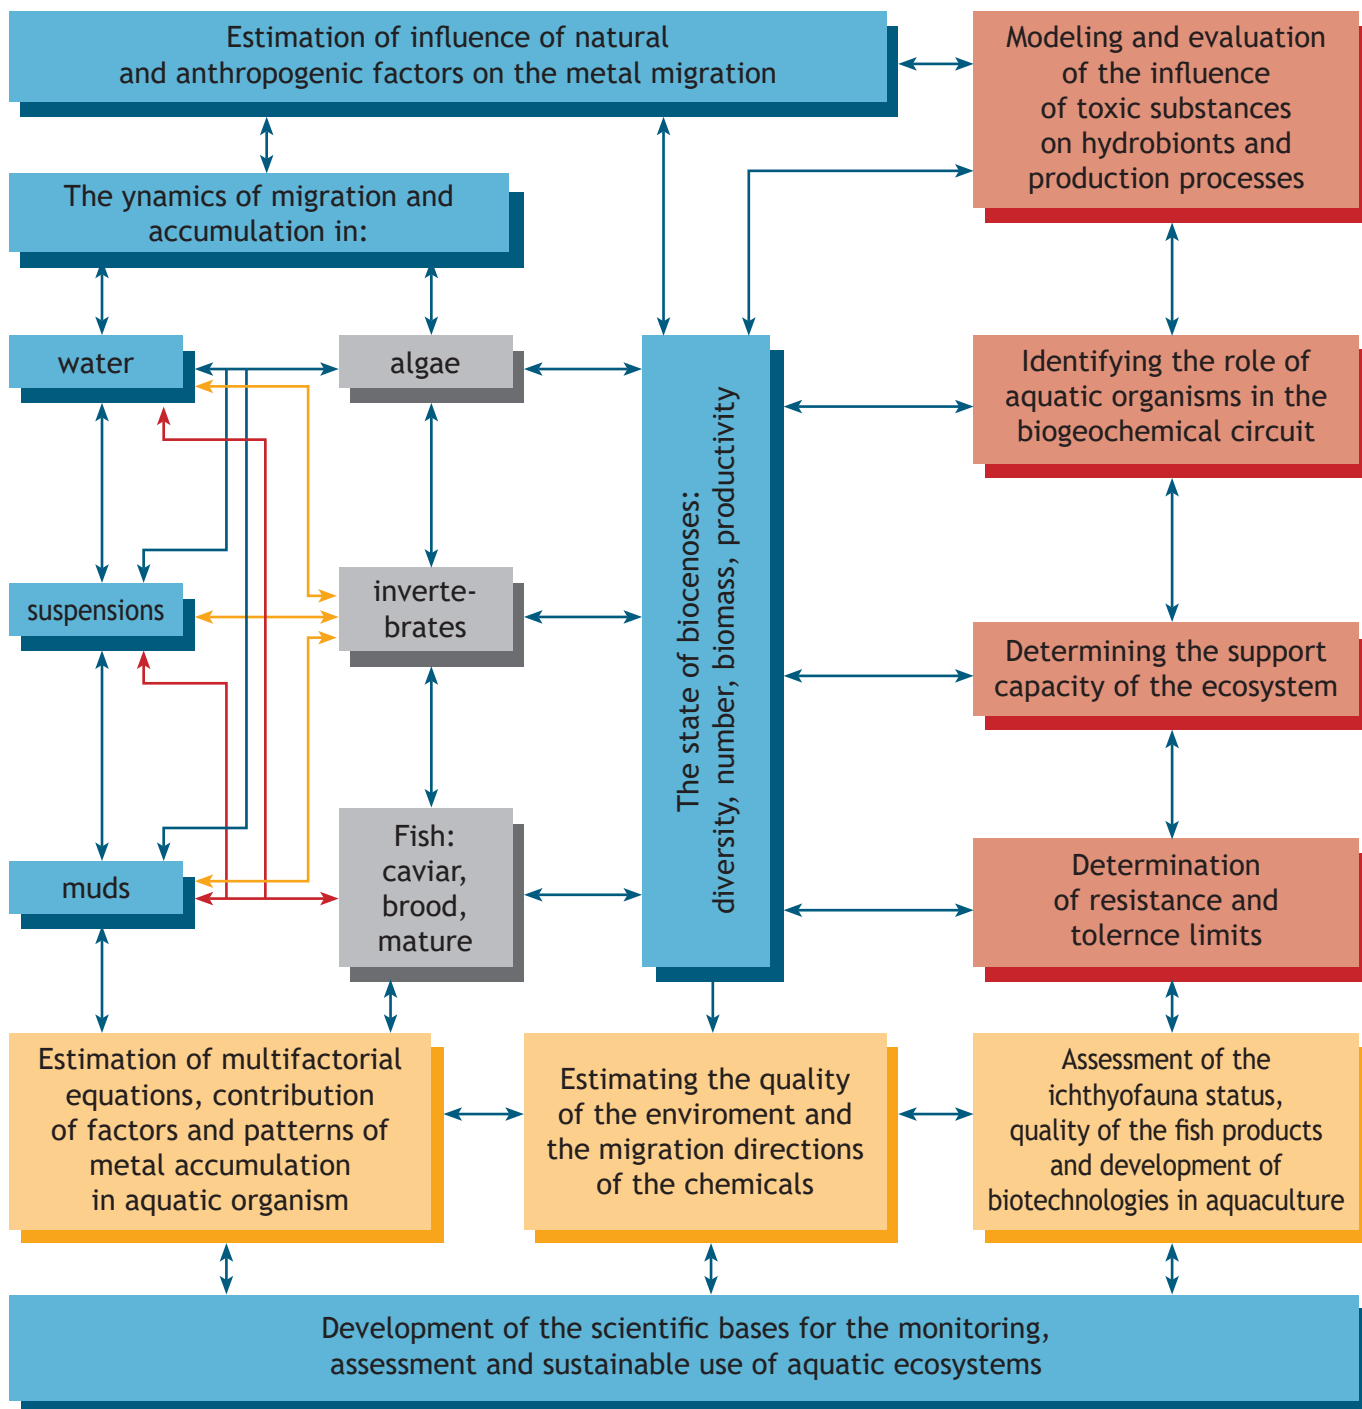 Estimation of influence of natural
and anthropogenic factors on the metal migration
Modeling and evaluation
of the influence
of toxic substances
on hydrobionts and
production processes
The ynamics of migration and
accumulation in:
water
algae
Identifying the role of
aquatic organisms in the
biogeochemical circuit
suspensions
inverte-
brates
The state of biocenoses:
diversity, number, biomass, productivity
Determining the support
capacity of the ecosystem
muds
Fish:
caviar,
brood,
mature
Determination
of resistance and
tolernce limits
Estimation of multifactorial
equations, contribution
of factors and patterns of
metal accumulation
in aquatic organism
Estimating the quality
of the enviroment and
the migration directions
of the chemicals
Assessment of the
ichthyofauna status,
quality of the fish products
and development of
biotechnologies in aquaculture
Development of the scientific bases for the monitoring,
assessment and sustainable use of aquatic ecosystems